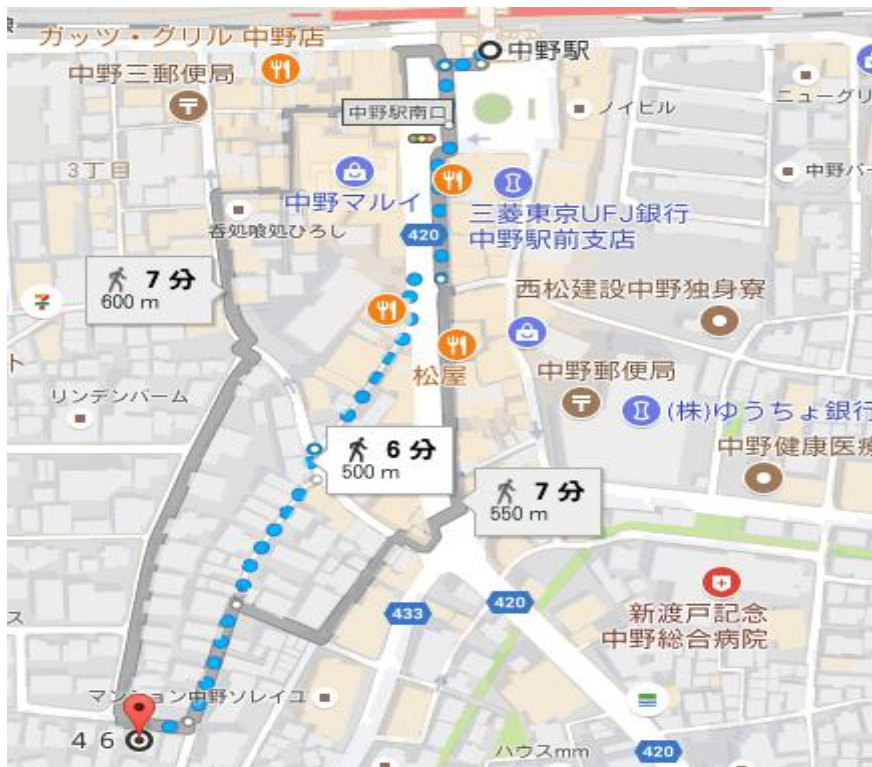 線
ガッツ・グリル 中野店
中野駅
中野三郵便局
中野駅南口
ノイビル
ニューグリ
3丁目
中野マルイ
中野パー
呑処喰処ひろし
420
三菱東京UFJ銀行
中野駅前支店
7 分
600 m
西松建設中野独身寮
ト
松屋
中野郵便局
リンデンバーム
(株)ゆうちょ銀行
6 分
500 m
中野健康医療
7 分
550 m
433
420
新渡戸記念
中野総合病院
ス
マンション中野ソレイユ
4 6
ハウスmm
420